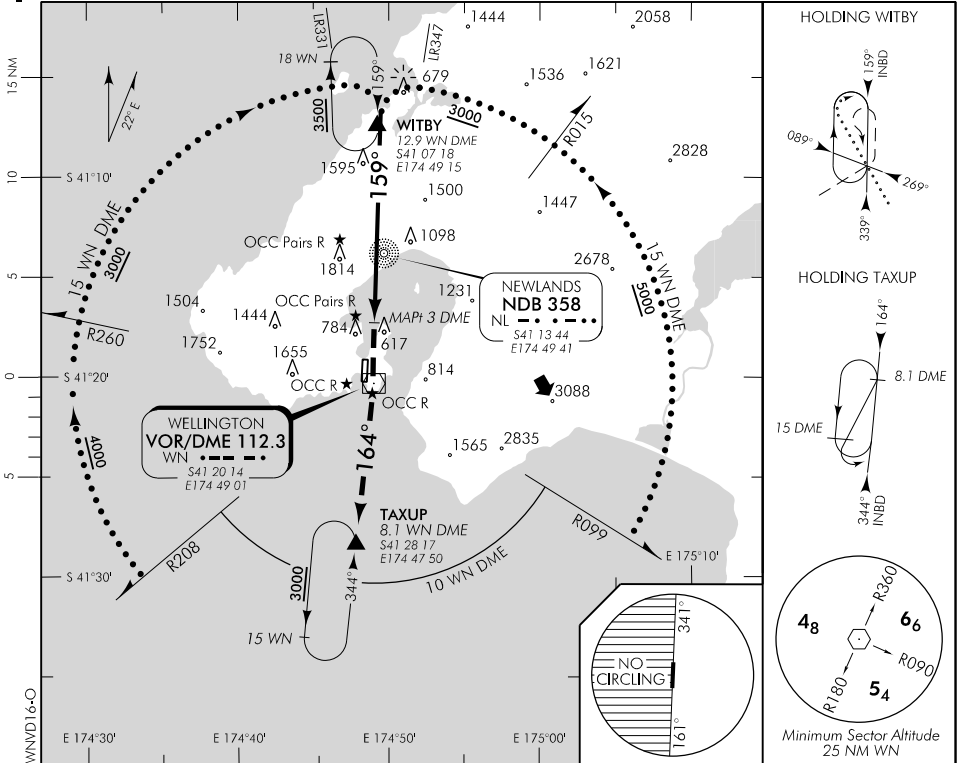 1444
2058
LR331
LR347
18 WN
159°
679
1536
1621
15 NM
22° E
3500
WITBY
12.9 WN DME
S41 07 18
E174 49 15
3000
R015
2828
1595
159°
10
S 41°10'
1500
1447
15 WN DME
3000
OCC Pairs R
1814
1098
2678
15 WN DME
5000
5
1504
1444
OCC Pairs R
784
MAPt 3 DME
617
1231
NEWLANDS
NDB 358
NL
S41 13 44
E174 49 41
R260
1752
1655
0
S 41°20'
OCC R
OCC R
814
3088
WELLINGTON
VOR/DME 112.3
WN
S41 20 14
E174 49 01
4000
164°
1565
2835
5
R208
TAXUP
8.1 WN DME
S41 28 17
E174 47 50
R099
E 175°10'
S 41°30'
3000
344°
10 WN DME
15 WN
341°
NO
CIRCLING
161°
WNVD16-O
E 174°30'
E 174°40'
E 174°50'
E 175°00'
HOLDING WITBY
159°
INBD
089°
269°
339°
HOLDING TAXUP
164°
8.1 DME
15 DME
344°
INBD
R360
48
66
R090
54
R180
Minimum Sector Altitude
25 NM WN